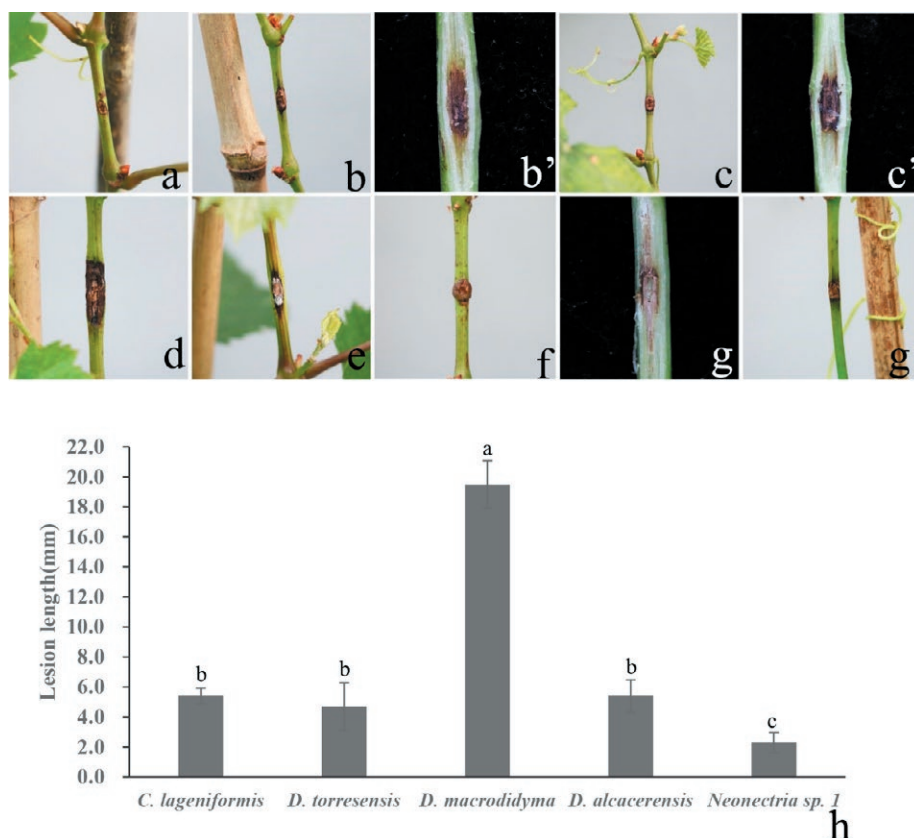 a
b
b'
c
c'
d
e
f
g
g
22.0
20.0
18.0
16.0
14.0
12.0
10.0
8.0
6.0
4.0
2.0
0.0
Lesion length(mm)
b
b
a
b
c
C. lageniformis
D. torresensis
D. macrodidyma
D. alcacerensis
Neonectria sp. 1
h